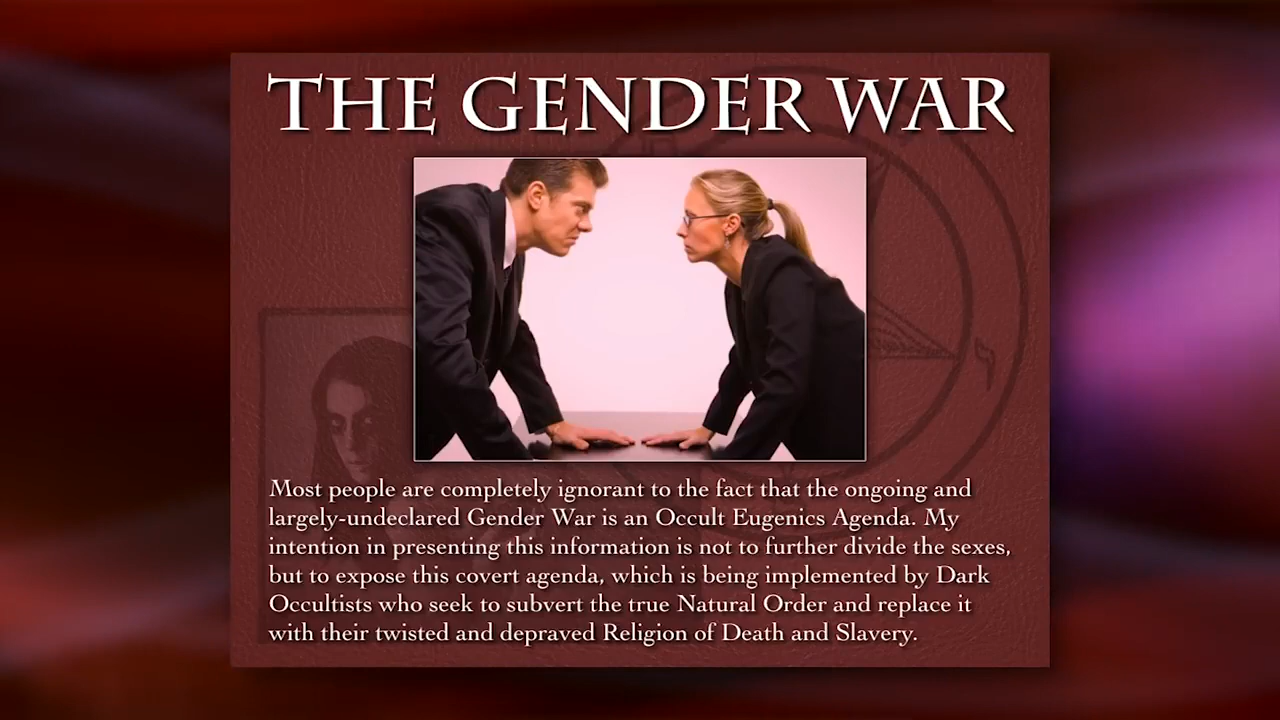 THE GENDER WAR
Most people are completely ignorant to the fact that the ongoing and
largely-undeclared Gender War is an Occult Eugenics Agenda. My
intention in presenting this information is not to further divide the sexes,
but to expose this covert agenda, which is being implemented by Dark
Occultists who seek to subvert the true Natural Order and replace it
with their twisted and depraved Religion of Death and Slavery.